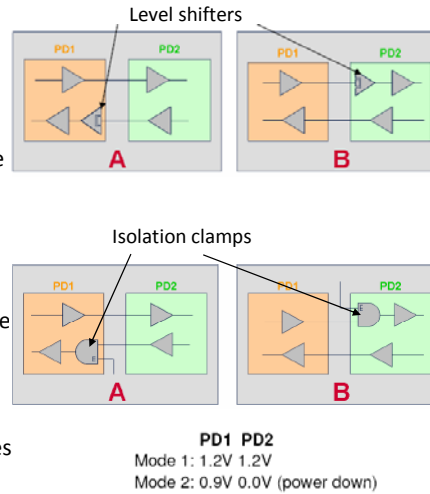 Level shifters
PD1 PD2 PD1 PD2
e
A B
Isolation clamps
PD1 PD2 PD1 PD2
e
E
E
A B
es
PD1 PD2
Mode 1: 1.2V 1.2V
Mode 2: 0.9V 0.0V (power down)